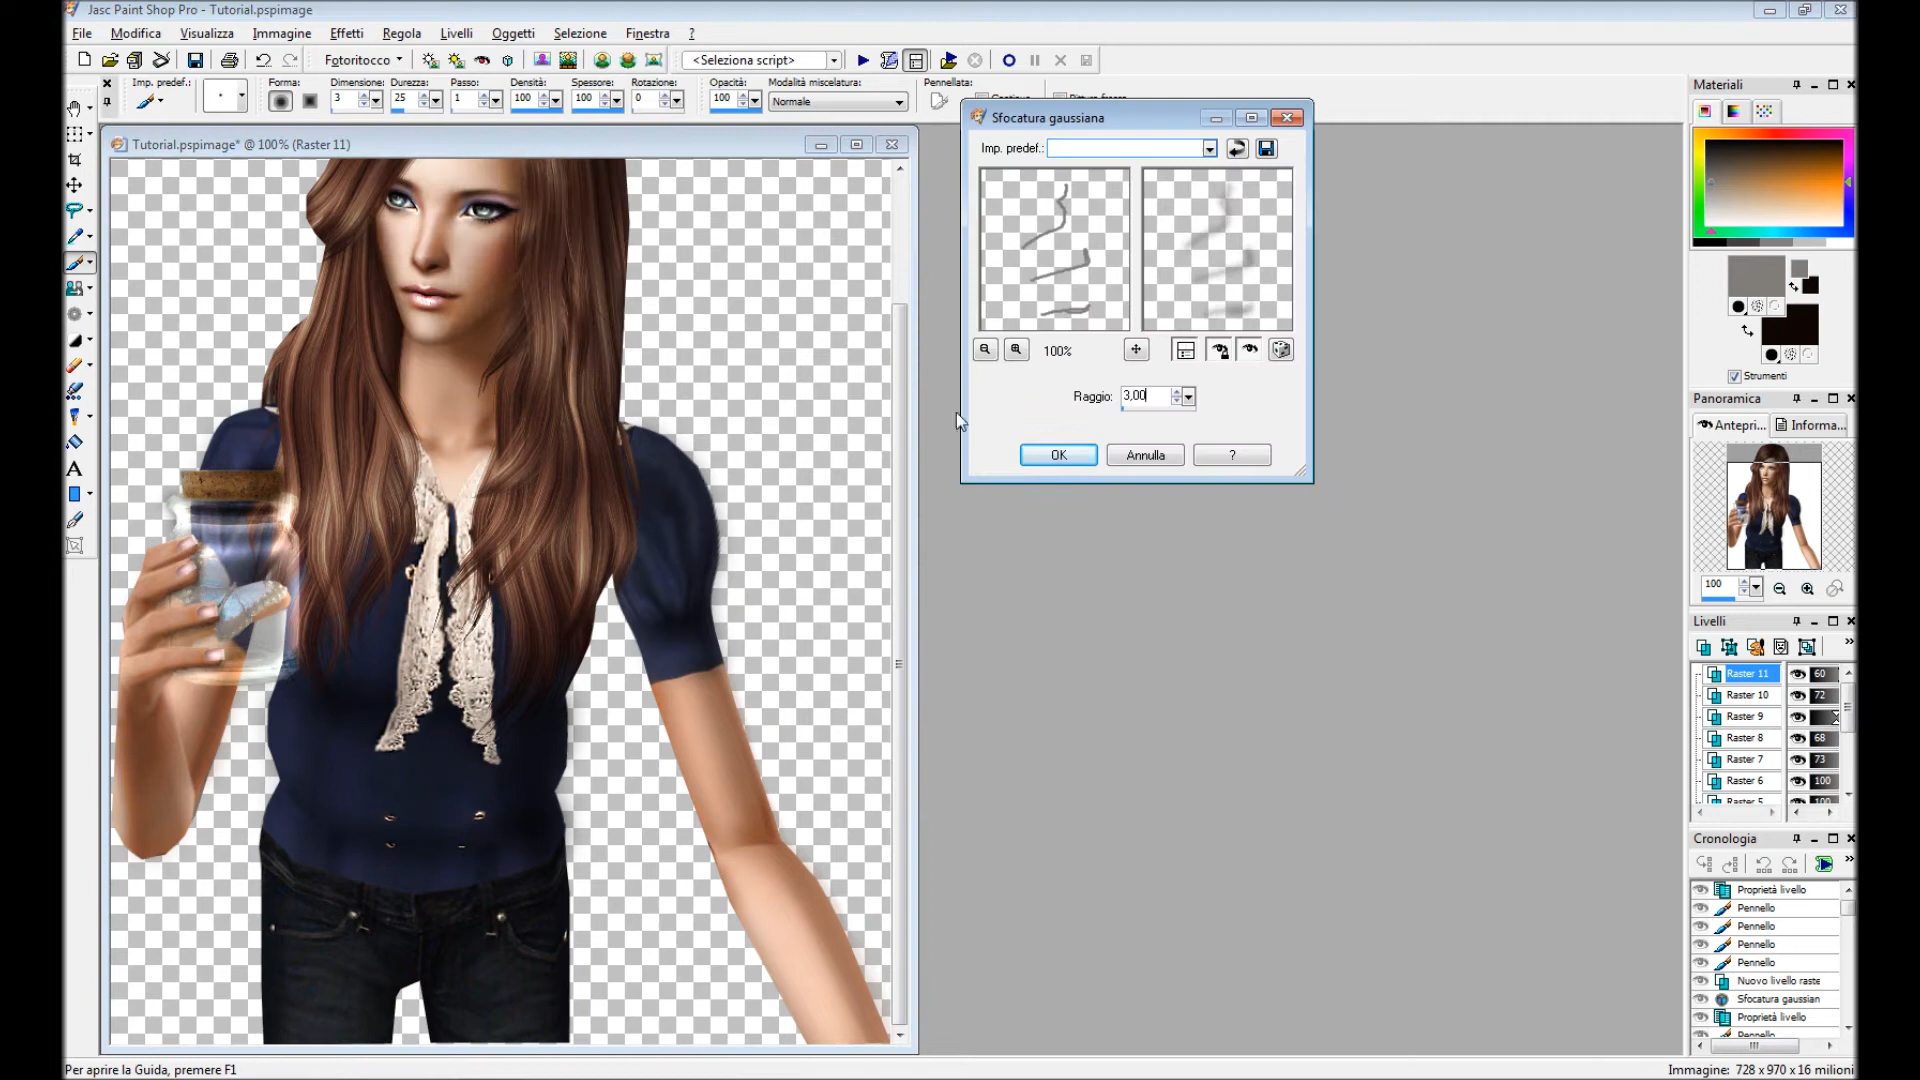 Jasc Paint Shop Pro - Tutorial.pspimage
File Modifica Visualizza Immagine Effetti Regola Livelli Oggetti Selezione Finestra ?
Fotoritocco <Seleziona script>
Imp. predef.: Forma: Dimensione: Durezza: Passo: Densità: Spessore: Rotazione: Opacità: Modalità miscelatura: Pennellata:
3 25 1 100 100 0 100 Normale
Tutorial.pspimage* @ 100% (Raster 11)
Sfocatura gaussiana
Imp. predef.:
100%
Raggio: 3,00
OK Annulla ?
Materiali
Strumenti
Panoramica
Antepri... Informa...
100
Livelli
Raster 11 60
Raster 10 72
Raster 9
Raster 8 68
Raster 7 73
Raster 6 100
Raster 5 100
Cronologia
Proprietà livello
Pennello
Pennello
Pennello
Pennello
Nuovo livello raste
Sfocatura gaussian
Proprietà livello
Pennello
Per aprire la Guida, premere F1
Immagine: 728 x 970 x 16 milioni